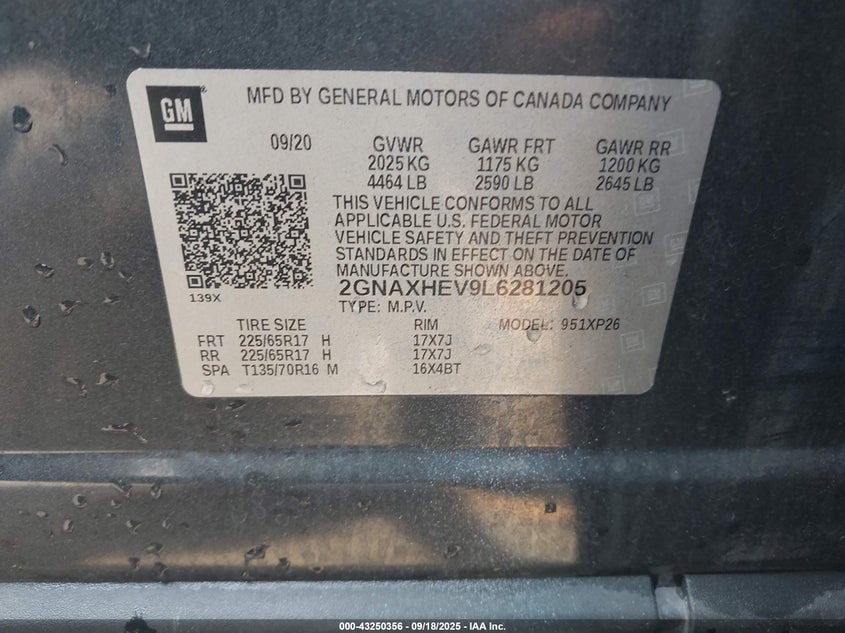 GM
MFD BY GENERAL MOTORS OF CANADA COMPANY
09/20 GVWR GAWR FRT GAWR RR
2025 KG 1175 KG 1200 KG
4464 LB 2590 LB 2645 LB
THIS VEHICLE CONFORMS TO ALL
APPLICABLE U.S. FEDERAL MOTOR
VEHICLE SAFETY AND THEFT PREVENTION
STANDARDS IN EFFECT ON THE DATE OF
MANUFACTURE SHOWN ABOVE.
2GNAXHEV9L6281205
139X
TYPE: M.P.V.
TIRE SIZE RIM MODEL: 951XP26
FRT 225/65R17 H 17X7J
RR 225/65R17 H 17X7J
SPA T135/70R16 M 16X4BT
000-43250356 - 09/18/2025 - IAA Inc.